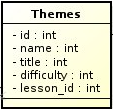 Themes
- id : int
- name : int
- title : int
- difficulty : int
- lesson_id : int